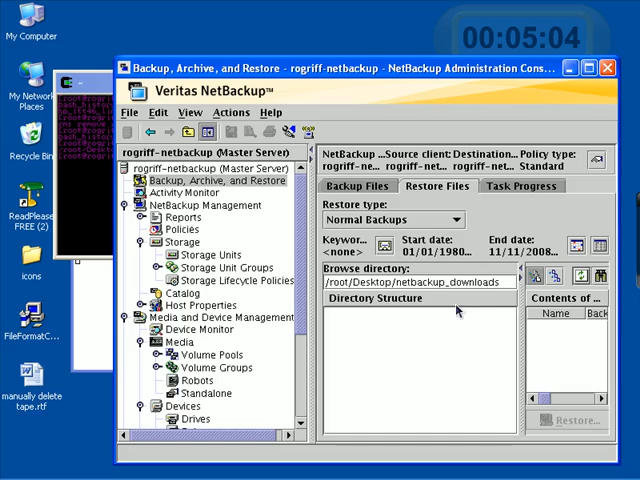 00:05:04
My Computer
My Network
Places
Recycle Bin
ReadPlease
FREE (2)
icons
FileFormatC...
manually delete
tape.rtf
Backup, Archive, and Restore - rogriff-netbackup - NetBackup Administration Cons...
Veritas NetBackup™
File Edit View Actions Help
rogriff-netbackup (Master Server)
rogriff-netbackup (Master Server)
Backup, Archive, and Restore
Activity Monitor
NetBackup Management
Reports
Policies
Storage
Storage Units
Storage Unit Groups
Storage Lifecycle Policies
Catalog
Host Properties
Media and Device Management
Device Monitor
Media
Volume Pools
Volume Groups
Robots
Standalone
Devices
Drives
NetBackup ...Source client: Destination... Policy type:
rogriff-ne... rogriff-ne... rogriff-ne... Standard
Backup Files Restore Files Task Progress
Restore type:
Normal Backups
Keywor... Start date: End date:
<none> 01/01/1980... 11/11/2008...
Browse directory:
/root/Desktop/netbackup_downloads
Directory Structure
Contents of ...
Name Back
Restore...